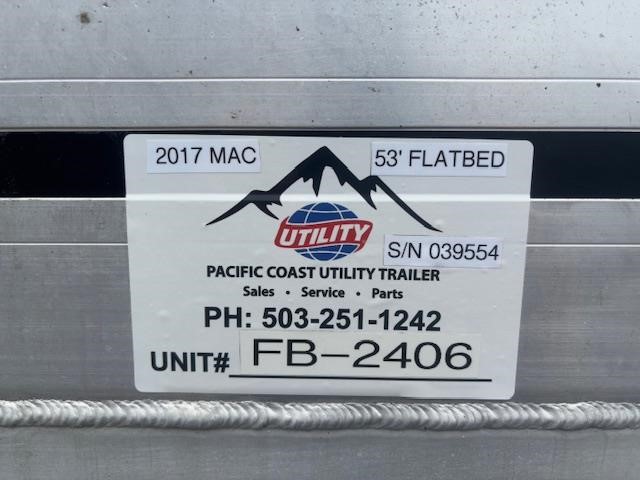 2017 MAC
53' FLATBED
UTILITY
S/N 039554
PACIFIC COAST UTILITY TRAILER
Sales • Service • Parts
PH: 503-251-1242
UNIT# FB-2406